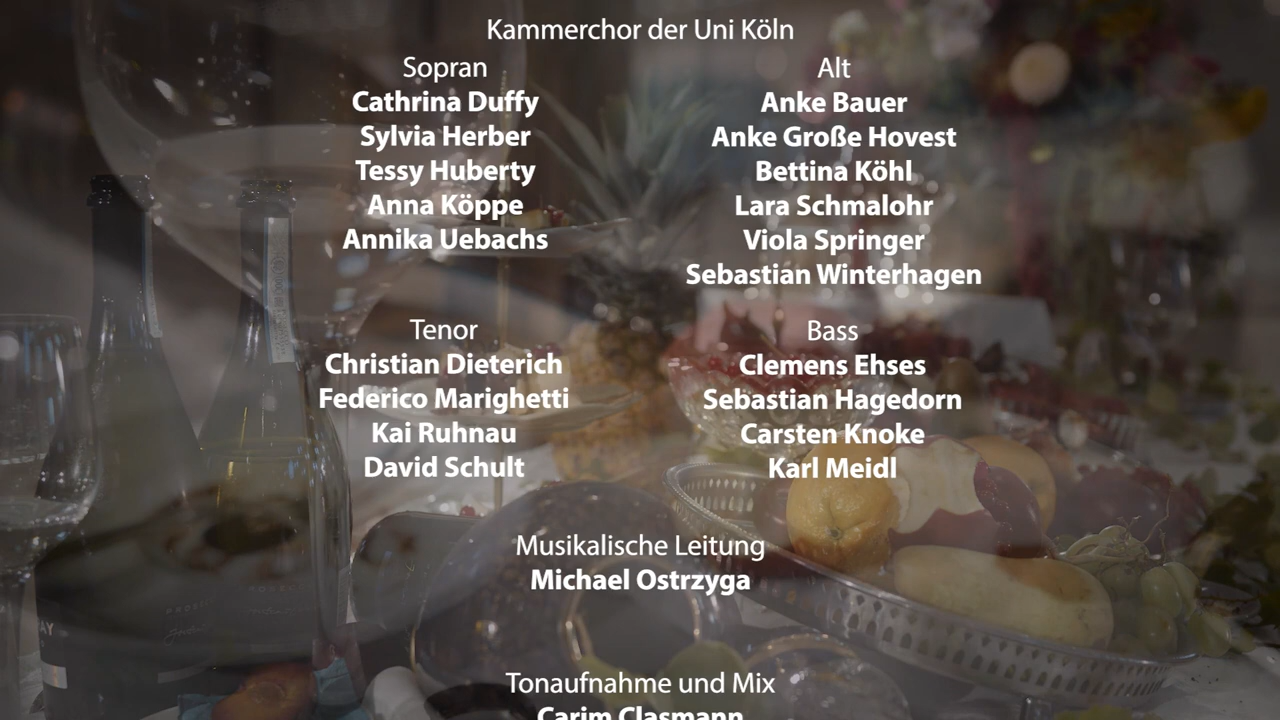 Kammerchor der Uni Köln
Sopran
Cathrina Duffy
Sylvia Herber
Tessy Huberty
Anna Köppe
Annika Uebachs
Alt
Anke Bauer
Anke Große Hovest
Bettina Köhl
Lara Schmalohr
Viola Springer
Sebastian Winterhagen
Tenor
Christian Dieterich
Federico Marighetti
Kai Ruhnau
David Schult
Bass
Clemens Ehses
Sebastian Hagedorn
Carsten Knoke
Karl Meidl
Musikalische Leitung
Michael Ostrzyga
Tonaufnahme und Mix
Carim Clasmann